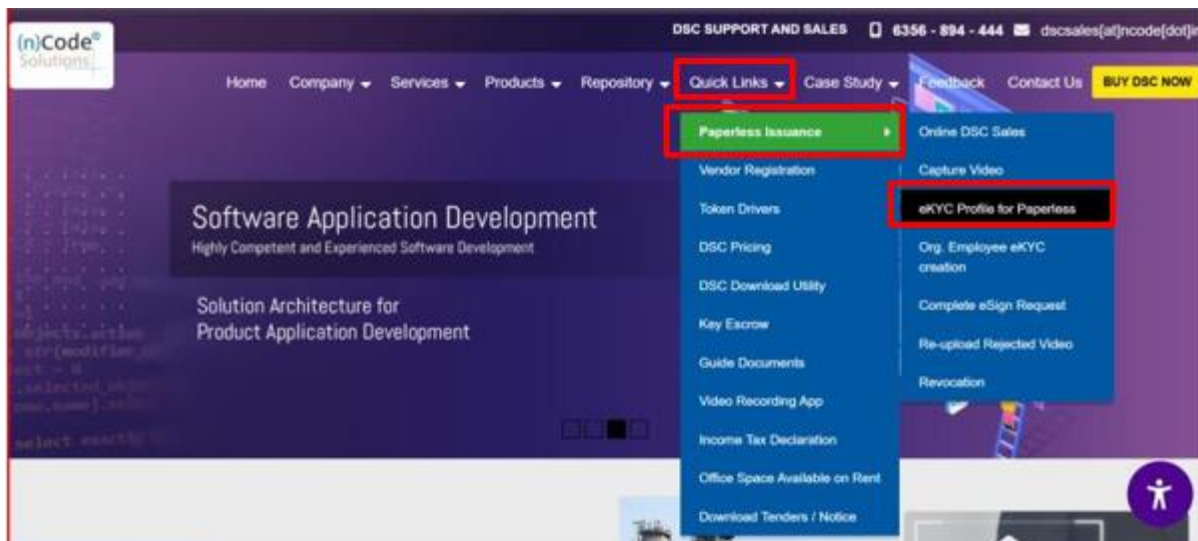 (n)Code®
Solutions
DSC SUPPORT AND SALES 6356 - 894 - 444 dscsales[at]ncode[dot]in
Home Company Services Products Repository Quick Links Case Study Feedback Contact Us BUY DSC NOW
Paperless Issuance
Vendor Registration
Token Drivers
DSC Pricing
DSC Download Utility
Key Escrow
Guide Documents
Video Recording App
Income Tax Declaration
Office Space Available on Rent
Download Tenders / Notice
Online DSC Sales
Capture Video
eKYC Profile for Paperless
Org. Employee eKYC
creation
Complete eSign Request
Re-upload Rejected Video
Revocation
Software Application Development
Highly Competent and Experienced Software Development
Solution Architecture for
Product Application Development